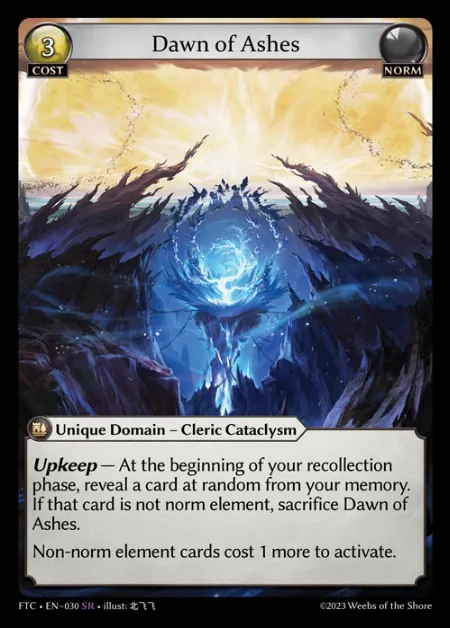 3
Dawn of Ashes
COST
NORM
Unique Domain – Cleric Cataclysm
Upkeep — At the beginning of your recollection
phase, reveal a card at random from your memory.
If that card is not norm element, sacrifice Dawn of
Ashes.
Non-norm element cards cost 1 more to activate.
FTC • EN-030 SR • illust: 北飞飞
©2023 Weebs of the Shore